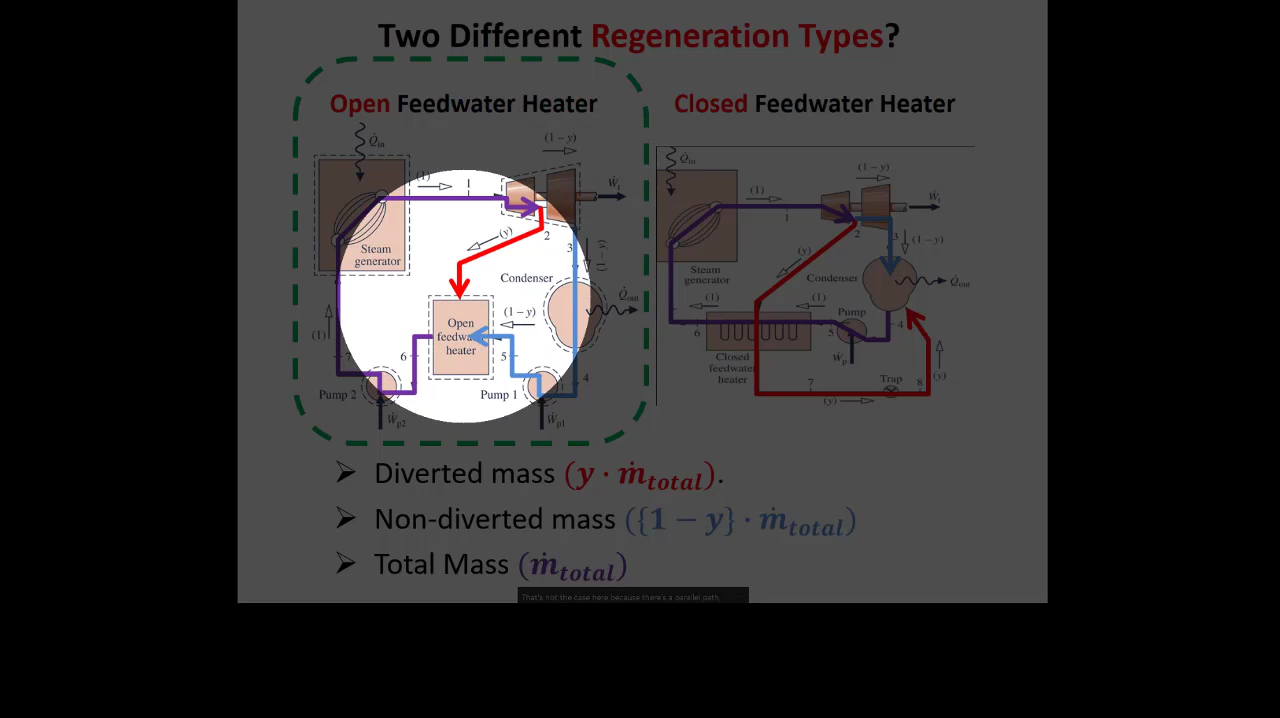 Two Different Regeneration Types?
Open Feedwater Heater
Closed Feedwater Heater
Q̇in
(1 – y)
(1)
1
Ẇt
Steam
generator
(y)
2
3
(1 – y)
Condenser
Q̇out
(1 – y)
Open
feedwater
heater
(1)
7
6
5
4
Pump 2
Pump 1
Ẇp2
Ẇp1
Q̇in
(1 – y)
(1)
1
Ẇt
2
3
(1 – y)
(y)
Steam
generator
Condenser
Q̇out
(1)
(1)
Pump
6
5
4
Ẇp
Closed
feedwater
heater
(y)
7
Trap
8
(y)
➢ Diverted mass (y · ṁtotal).
➢ Non-diverted mass ({1 − y} · ṁtotal)
➢ Total Mass (ṁtotal)
That's not the case here because there's a parallel path,